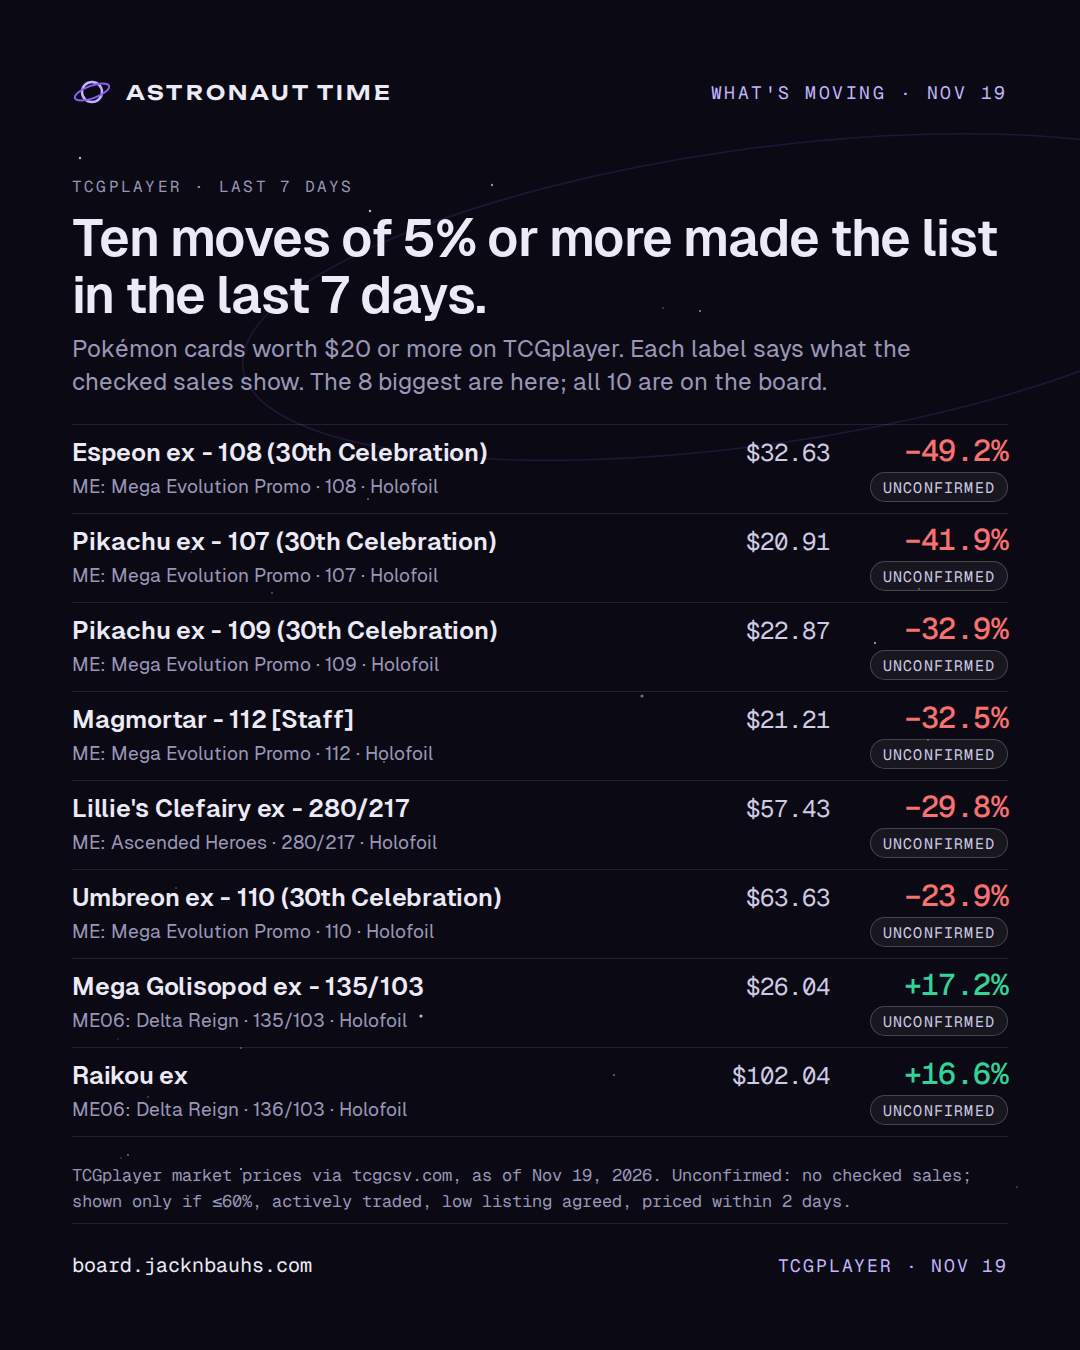 ASTRONAUT TIME
WHAT'S MOVING · NOV 19
TCGPLAYER · LAST 7 DAYS
Ten moves of 5% or more made the list
in the last 7 days.
Pokémon cards worth $20 or more on TCGplayer. Each label says what the
checked sales show. The 8 biggest are here; all 10 are on the board.
Espeon ex - 108 (30th Celebration) $32.63 −49.2%
ME: Mega Evolution Promo · 108 · Holofoil UNCONFIRMED
Pikachu ex - 107 (30th Celebration) $20.91 −41.9%
ME: Mega Evolution Promo · 107 · Holofoil UNCONFIRMED
Pikachu ex - 109 (30th Celebration) $22.87 −32.9%
ME: Mega Evolution Promo · 109 · Holofoil UNCONFIRMED
Magmortar - 112 [Staff] $21.21 −32.5%
ME: Mega Evolution Promo · 112 · Holofoil UNCONFIRMED
Lillie's Clefairy ex - 280/217 $57.43 −29.8%
ME: Ascended Heroes · 280/217 · Holofoil UNCONFIRMED
Umbreon ex - 110 (30th Celebration) $63.63 −23.9%
ME: Mega Evolution Promo · 110 · Holofoil UNCONFIRMED
Mega Golisopod ex - 135/103 $26.04 +17.2%
ME06: Delta Reign · 135/103 · Holofoil UNCONFIRMED
Raikou ex $102.04 +16.6%
ME06: Delta Reign · 136/103 · Holofoil UNCONFIRMED
TCGplayer market prices via tcgcsv.com, as of Nov 19, 2026. Unconfirmed: no checked sales;
shown only if ≤60%, actively traded, low listing agreed, priced within 2 days.
board.jacknbauhs.com
TCGPLAYER · NOV 19